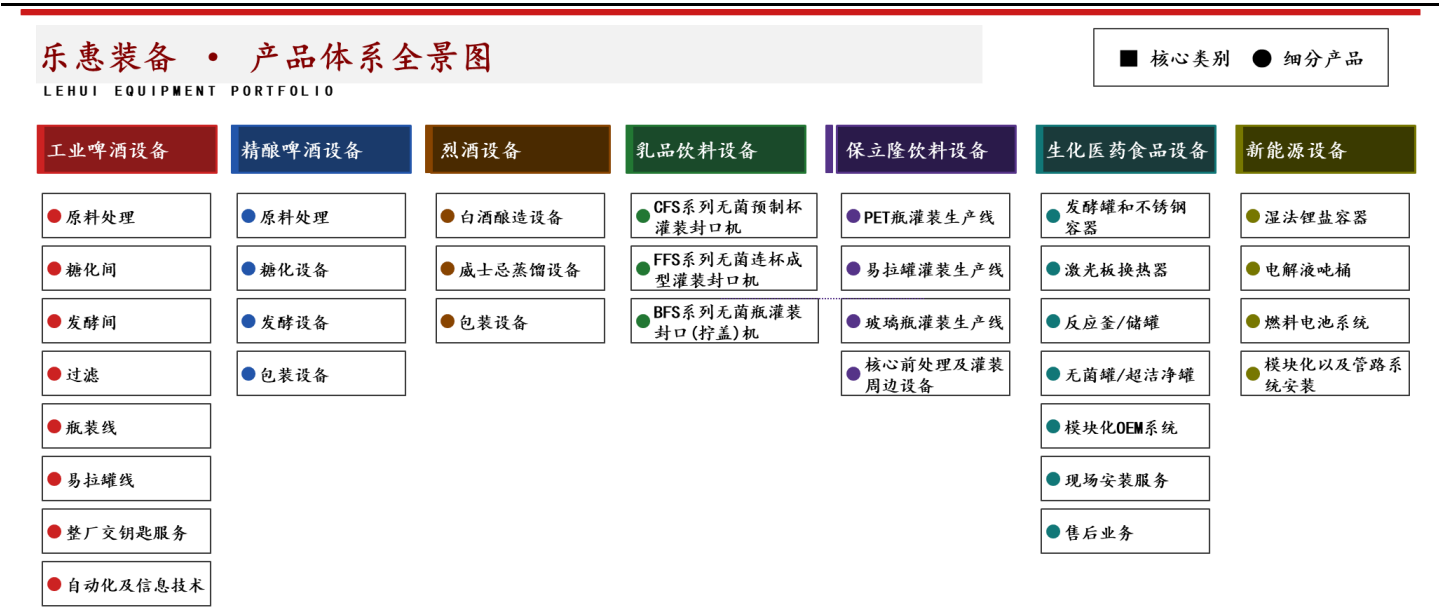 乐惠装备 · 产品体系全景图
LEHUI EQUIPMENT PORTFOLIO
核心类别
细分产品
工业啤酒设备
原料处理
糖化间
发酵间
过滤
瓶装线
易拉罐线
整厂交钥匙服务
自动化及信息技术
精酿啤酒设备
原料处理
糖化设备
发酵设备
包装设备
烈酒设备
白酒酿造设备
威士忌蒸馏设备
包装设备
乳品饮料设备
CFS系列无菌预制杯
灌装封口机
FFS系列无菌连杯成
型灌装封口机
BFS系列无菌瓶灌装
封口(拧盖)机
保立隆饮料设备
PET瓶灌装生产线
易拉罐灌装生产线
玻璃瓶灌装生产线
核心前处理及灌装
周边设备
生化医药食品设备
发酵罐和不锈钢
容器
激光板换热器
反应釜/储罐
无菌罐/超洁净罐
模块化OEM系统
现场安装服务
售后业务
新能源设备
湿法锂盐容器
电解液吨桶
燃料电池系统
模块化以及管路系
统安装